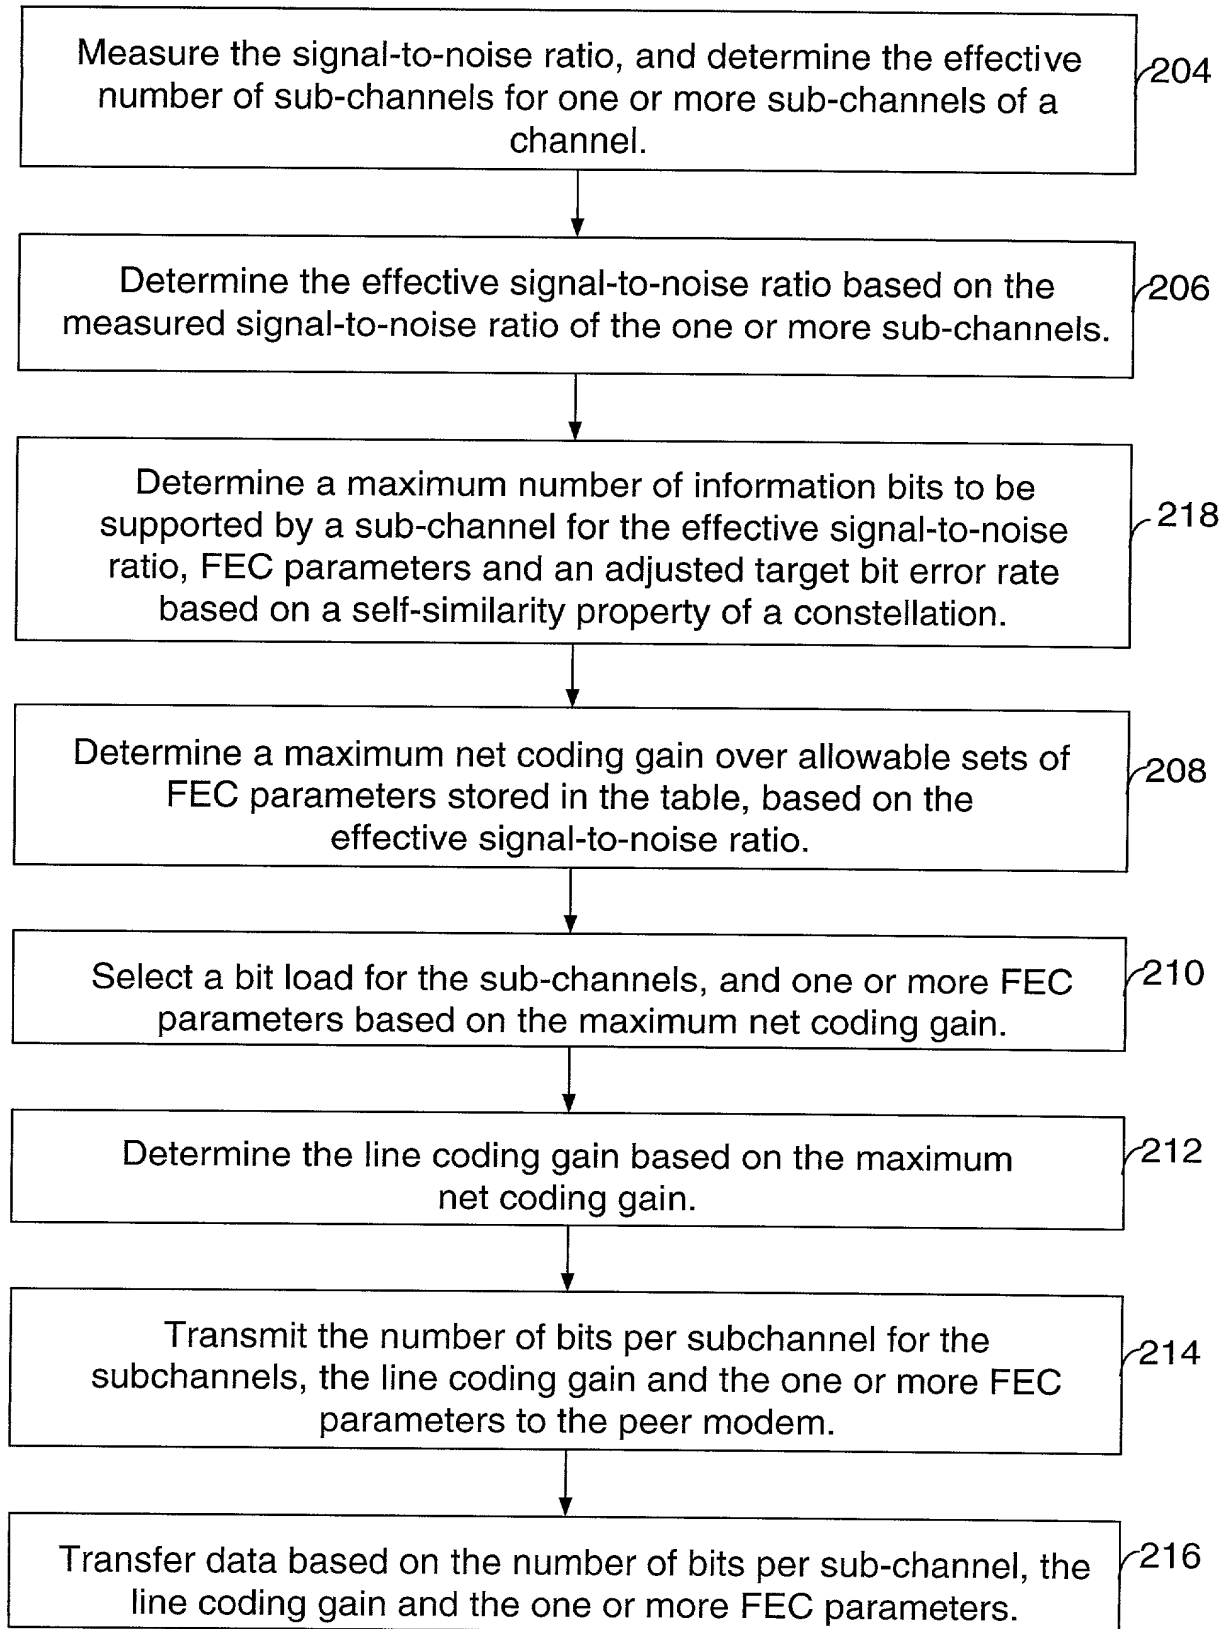 Measure the signal-to-noise ratio, and determine the effective
number of sub-channels for one or more sub-channels of a
channel.
204
Determine the effective signal-to-noise ratio based on the
measured signal-to-noise ratio of the one or more sub-channels.
206
Determine a maximum number of information bits to be
supported by a sub-channel for the effective signal-to-noise
ratio, FEC parameters and an adjusted target bit error rate
based on a self-similarity property of a constellation.
218
Determine a maximum net coding gain over allowable sets of
FEC parameters stored in the table, based on the
effective signal-to-noise ratio.
208
Select a bit load for the sub-channels, and one or more FEC
parameters based on the maximum net coding gain.
210
Determine the line coding gain based on the maximum
net coding gain.
212
Transmit the number of bits per subchannel for the
subchannels, the line coding gain and the one or more FEC
parameters to the peer modem.
214
Transfer data based on the number of bits per sub-channel, the
line coding gain and the one or more FEC parameters.
216